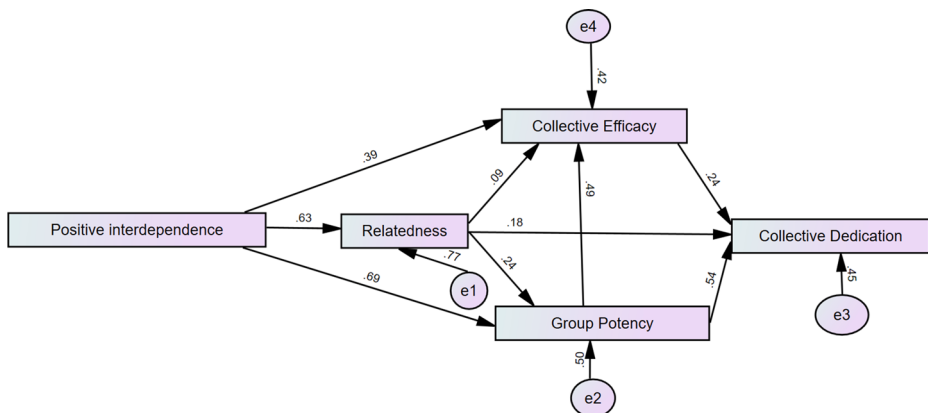 e4
.42
Collective Efficacy
.39
.09
.49
.24
Positive interdependence
.63
Relatedness
.18
Collective Dedication
.77
e1
.24
.69
.54
.45
Group Potency
e3
.50
e2